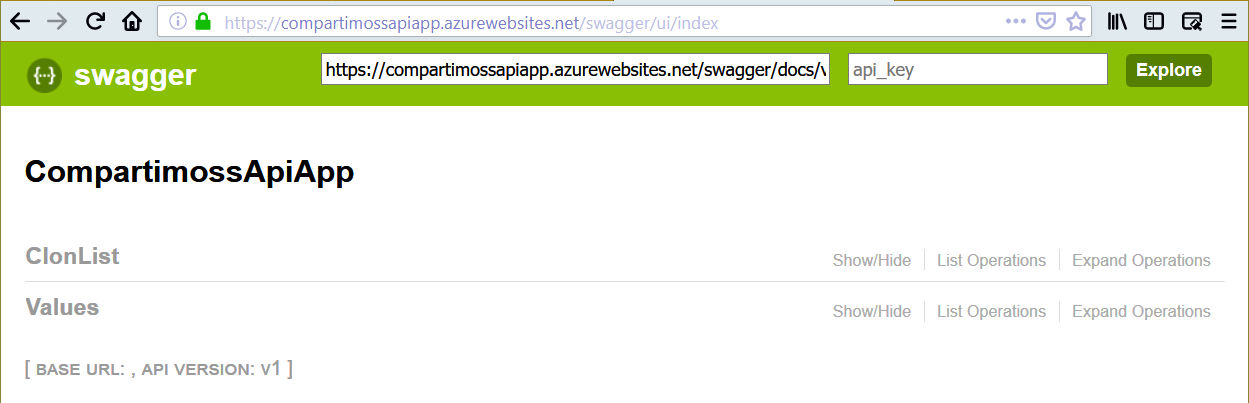 https://compartimossapiapp.azurewebsites.net/swagger/ui/index
swagger https://compartimossapiapp.azurewebsites.net/swagger/docs/v api_key Explore
CompartimossApiApp
ClonList Show/Hide List Operations Expand Operations
Values Show/Hide List Operations Expand Operations
[ BASE URL: , API VERSION: V1 ]